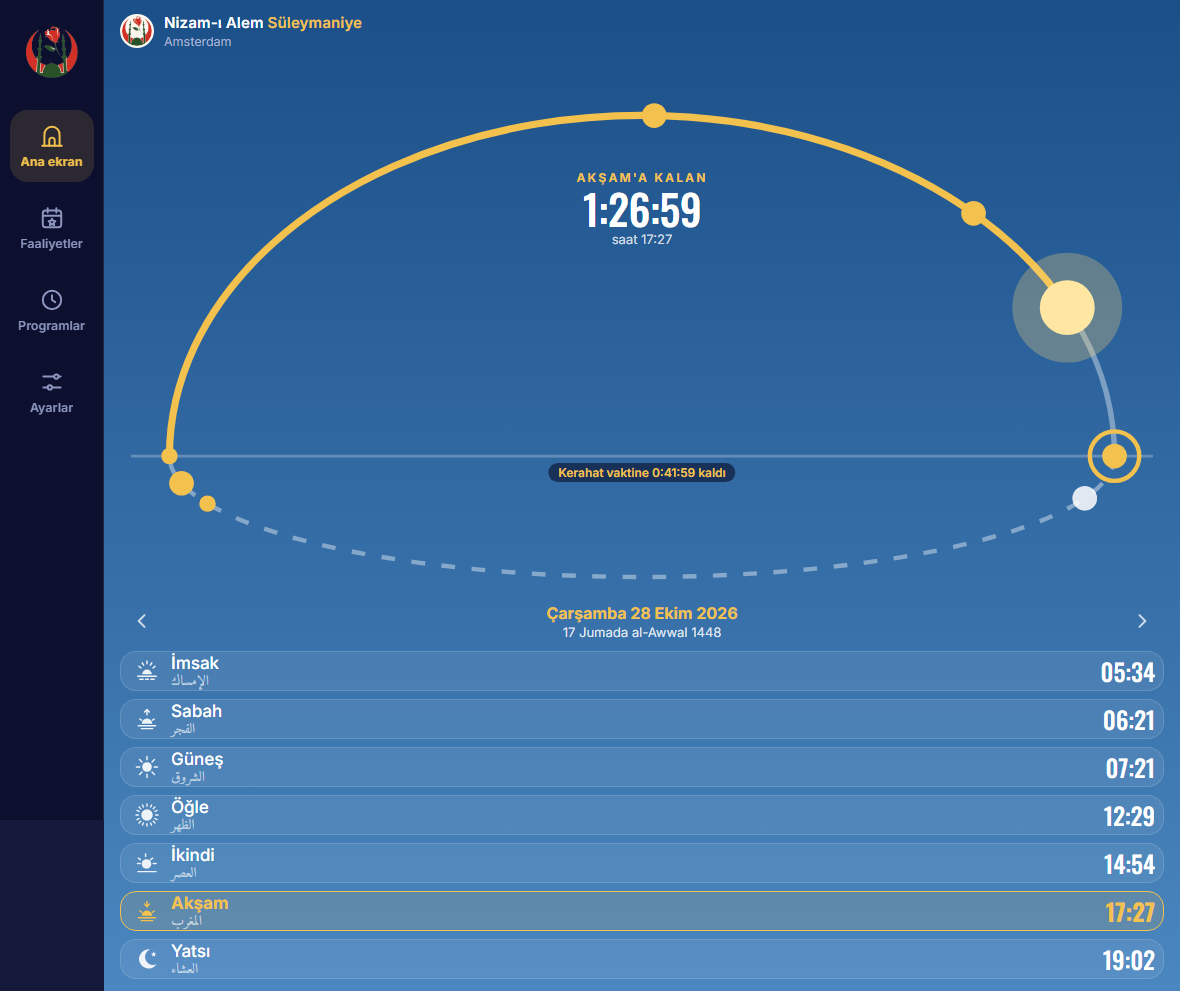 Nizam-ı Alem Süleymaniye
Amsterdam
Ana ekran
Faaliyetler
Programlar
Ayarlar
AKŞAM'A KALAN
1:26:59
saat 17:27
Kerahat vaktine 0:41:59 kaldı
Çarşamba 28 Ekim 2026
17 Jumada al-Awwal 1448
İmsak
الإمساك
05:34
Sabah
الفجر
06:21
Güneş
الشروق
07:21
Öğle
الظهر
12:29
İkindi
العصر
14:54
Akşam
المغرب
17:27
Yatsı
العشاء
19:02